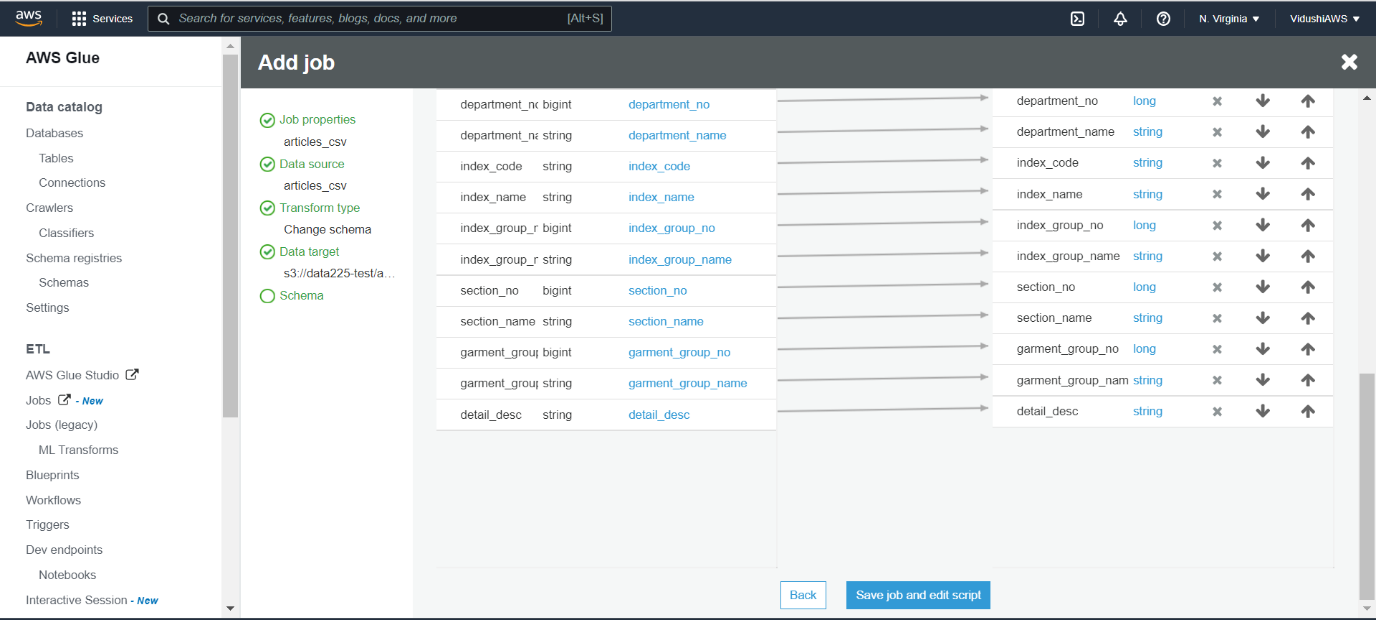 aws
Services
Search for services, features, blogs, docs, and more
[Alt+S]
N. Virginia
VidushiAWS
AWS Glue
Data catalog
Databases
Tables
Connections
Crawlers
Classifiers
Schema registries
Schemas
Settings
ETL
AWS Glue Studio
Jobs - New
Jobs (legacy)
ML Transforms
Blueprints
Workflows
Triggers
Dev endpoints
Notebooks
Interactive Session - New
Add job
Job properties
articles_csv
Data source
articles_csv
Transform type
Change schema
Data target
s3://data225-test/a…
Schema
department_nc bigint department_no department_no long
department_na string department_name department_name string
index_code string index_code index_code string
index_name string index_name index_name string
index_group_r bigint index_group_no index_group_no long
index_group_r string index_group_name index_group_name string
section_no bigint section_no section_no long
section_name string section_name section_name string
garment_group bigint garment_group_no garment_group_no long
garment_group string garment_group_name garment_group_nam string
detail_desc string detail_desc detail_desc string
Back
Save job and edit script